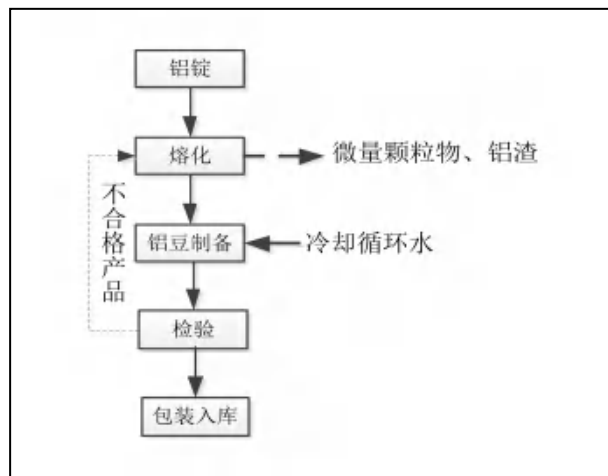 铝锭
熔化
微量颗粒物、铝渣
不合格产品
铝豆制备
冷却循环水
检验
包装入库